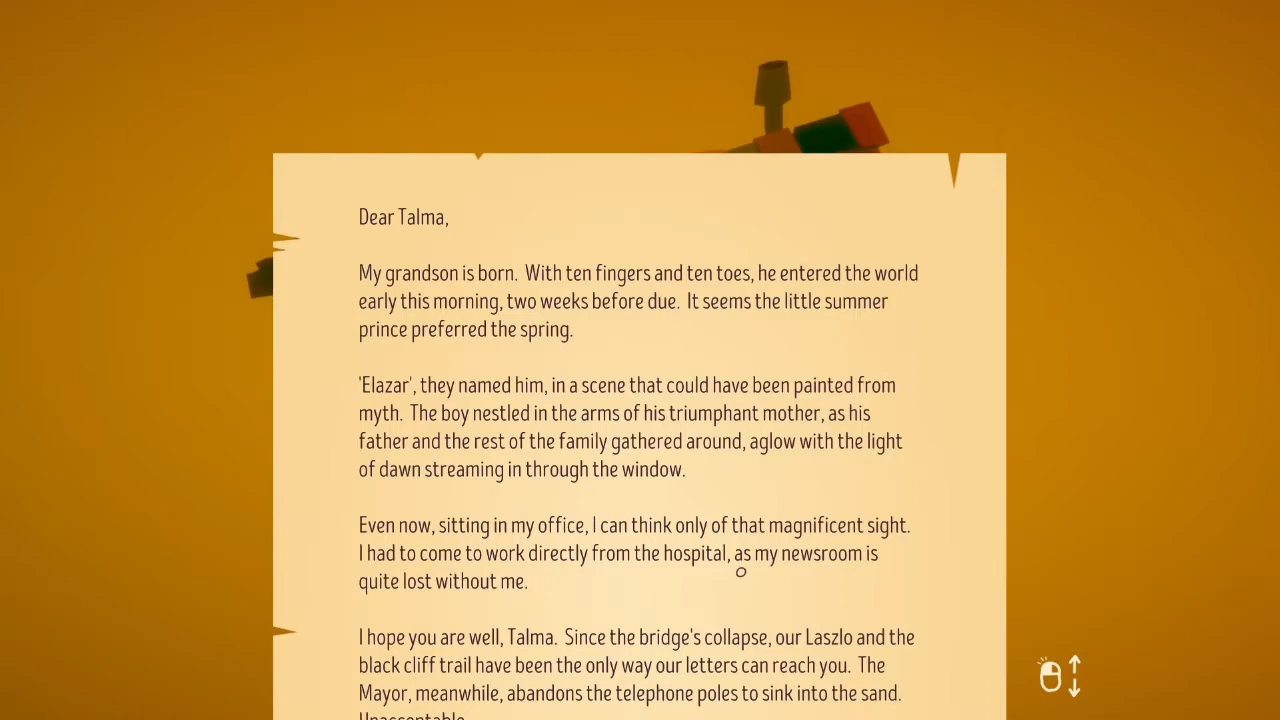 Dear Talma,
My grandson is born.  With ten fingers and ten toes, he entered the world
early this morning, two weeks before due.  It seems the little summer
prince preferred the spring.
'Elazar', they named him, in a scene that could have been painted from
myth.  The boy nestled in the arms of his triumphant mother, as his
father and the rest of the family gathered around, aglow with the light
of dawn streaming in through the window.
Even now, sitting in my office, I can think only of that magnificent sight.
I had to come to work directly from the hospital, as my newsroom is
quite lost without me.
I hope you are well, Talma.  Since the bridge's collapse, our Laszlo and the
black cliff trail have been the only way our letters can reach you.  The
Mayor, meanwhile, abandons the telephone poles to sink into the sand.
Unacceptable.